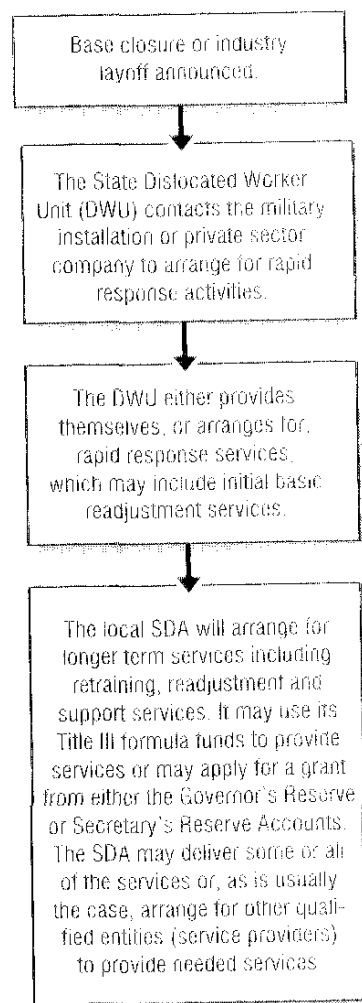 Base closure or industry
layoff announced.
The State Dislocated Worker
Unit (DWU) contacts the military
installation or private sector
company to arrange for rapid
response activities.
The DWU either provides
themselves, or arranges for,
rapid response services,
which may include initial basic
readjustment services.
The local SDA will arrange for
longer term services including
retraining, readjustment and
support services. It may use its
Title III formula funds to provide
services or may apply for a grant
from either the Governor's Reserve
or Secretary's Reserve Accounts.
The SDA may deliver some or all
of the services or, as is usually
the case, arrange for other quali-
fied entities (service providers)
to provide needed services